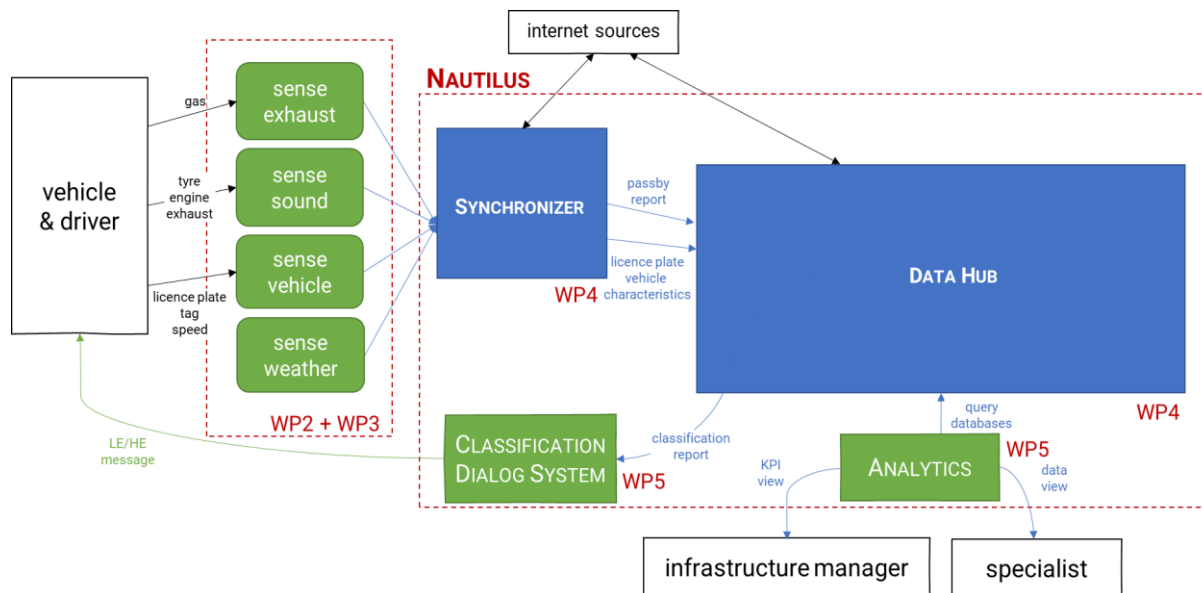 internet sources
NAUTILUS
vehicle
& driver
gas
tyre
engine
exhaust
licence plate
tag
speed
sense
exhaust
sense
sound
sense
vehicle
sense
weather
WP2 + WP3
SYNCHRONIZER
WP4
passby
report
licence plate
vehicle
characteristics
DATA HUB
WP4
LE/HE
message
CLASSIFICATION
DIALOG SYSTEM
WP5
classification
report
query
databases
ANALYTICS
WP5
KPI
view
data
view
infrastructure manager
specialist